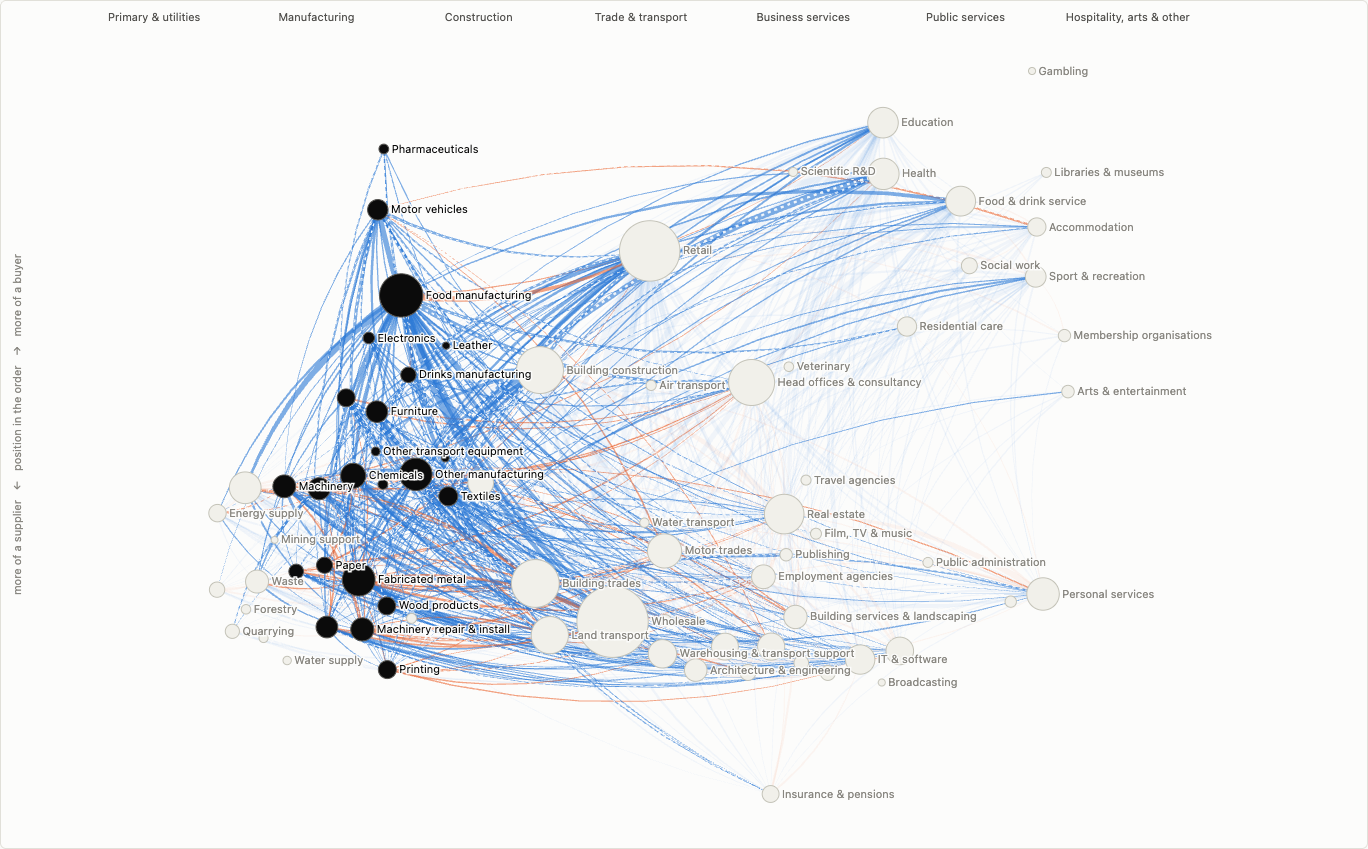 Primary & utilities
Manufacturing
Construction
Trade & transport
Business services
Public services
Hospitality, arts & other
more of a supplier ← position in the order → more of a buyer
Gambling
Education
Pharmaceuticals
Scientific R&D
Health
Libraries & museums
Food & drink service
Motor vehicles
Accommodation
Retail
Social work
Sport & recreation
Food manufacturing
Residential care
Membership organisations
Electronics
Leather
Veterinary
Building construction
Drinks manufacturing
Air transport
Head offices & consultancy
Arts & entertainment
Furniture
Other transport equipment
Chemicals
Other manufacturing
Travel agencies
Machinery
Textiles
Energy supply
Real estate
Water transport
Film, TV & music
Mining support
Motor trades
Publishing
Public administration
Paper
Waste
Fabricated metal
Building trades
Employment agencies
Personal services
Forestry
Wood products
Building services & landscaping
Wholesale
Quarrying
Machinery repair & install
Land transport
Warehousing & transport support
IT & software
Water supply
Printing
Architecture & engineering
Broadcasting
Insurance & pensions